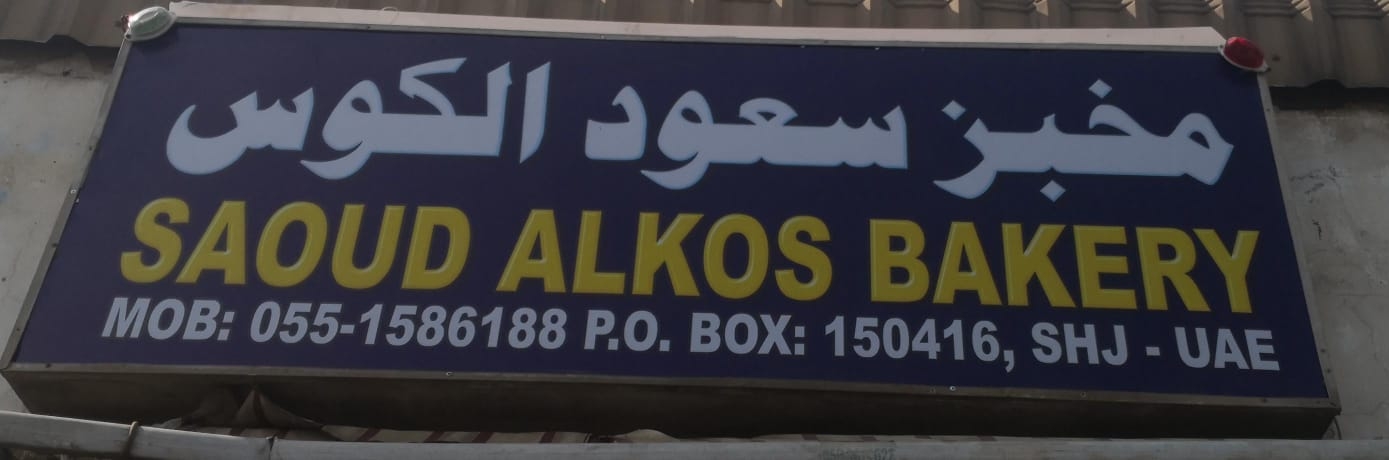 مخبز سعود الكوس
SAOUD ALKOS BAKERY
MOB: 055-1586188 P.O. BOX: 150416, SHJ - UAE